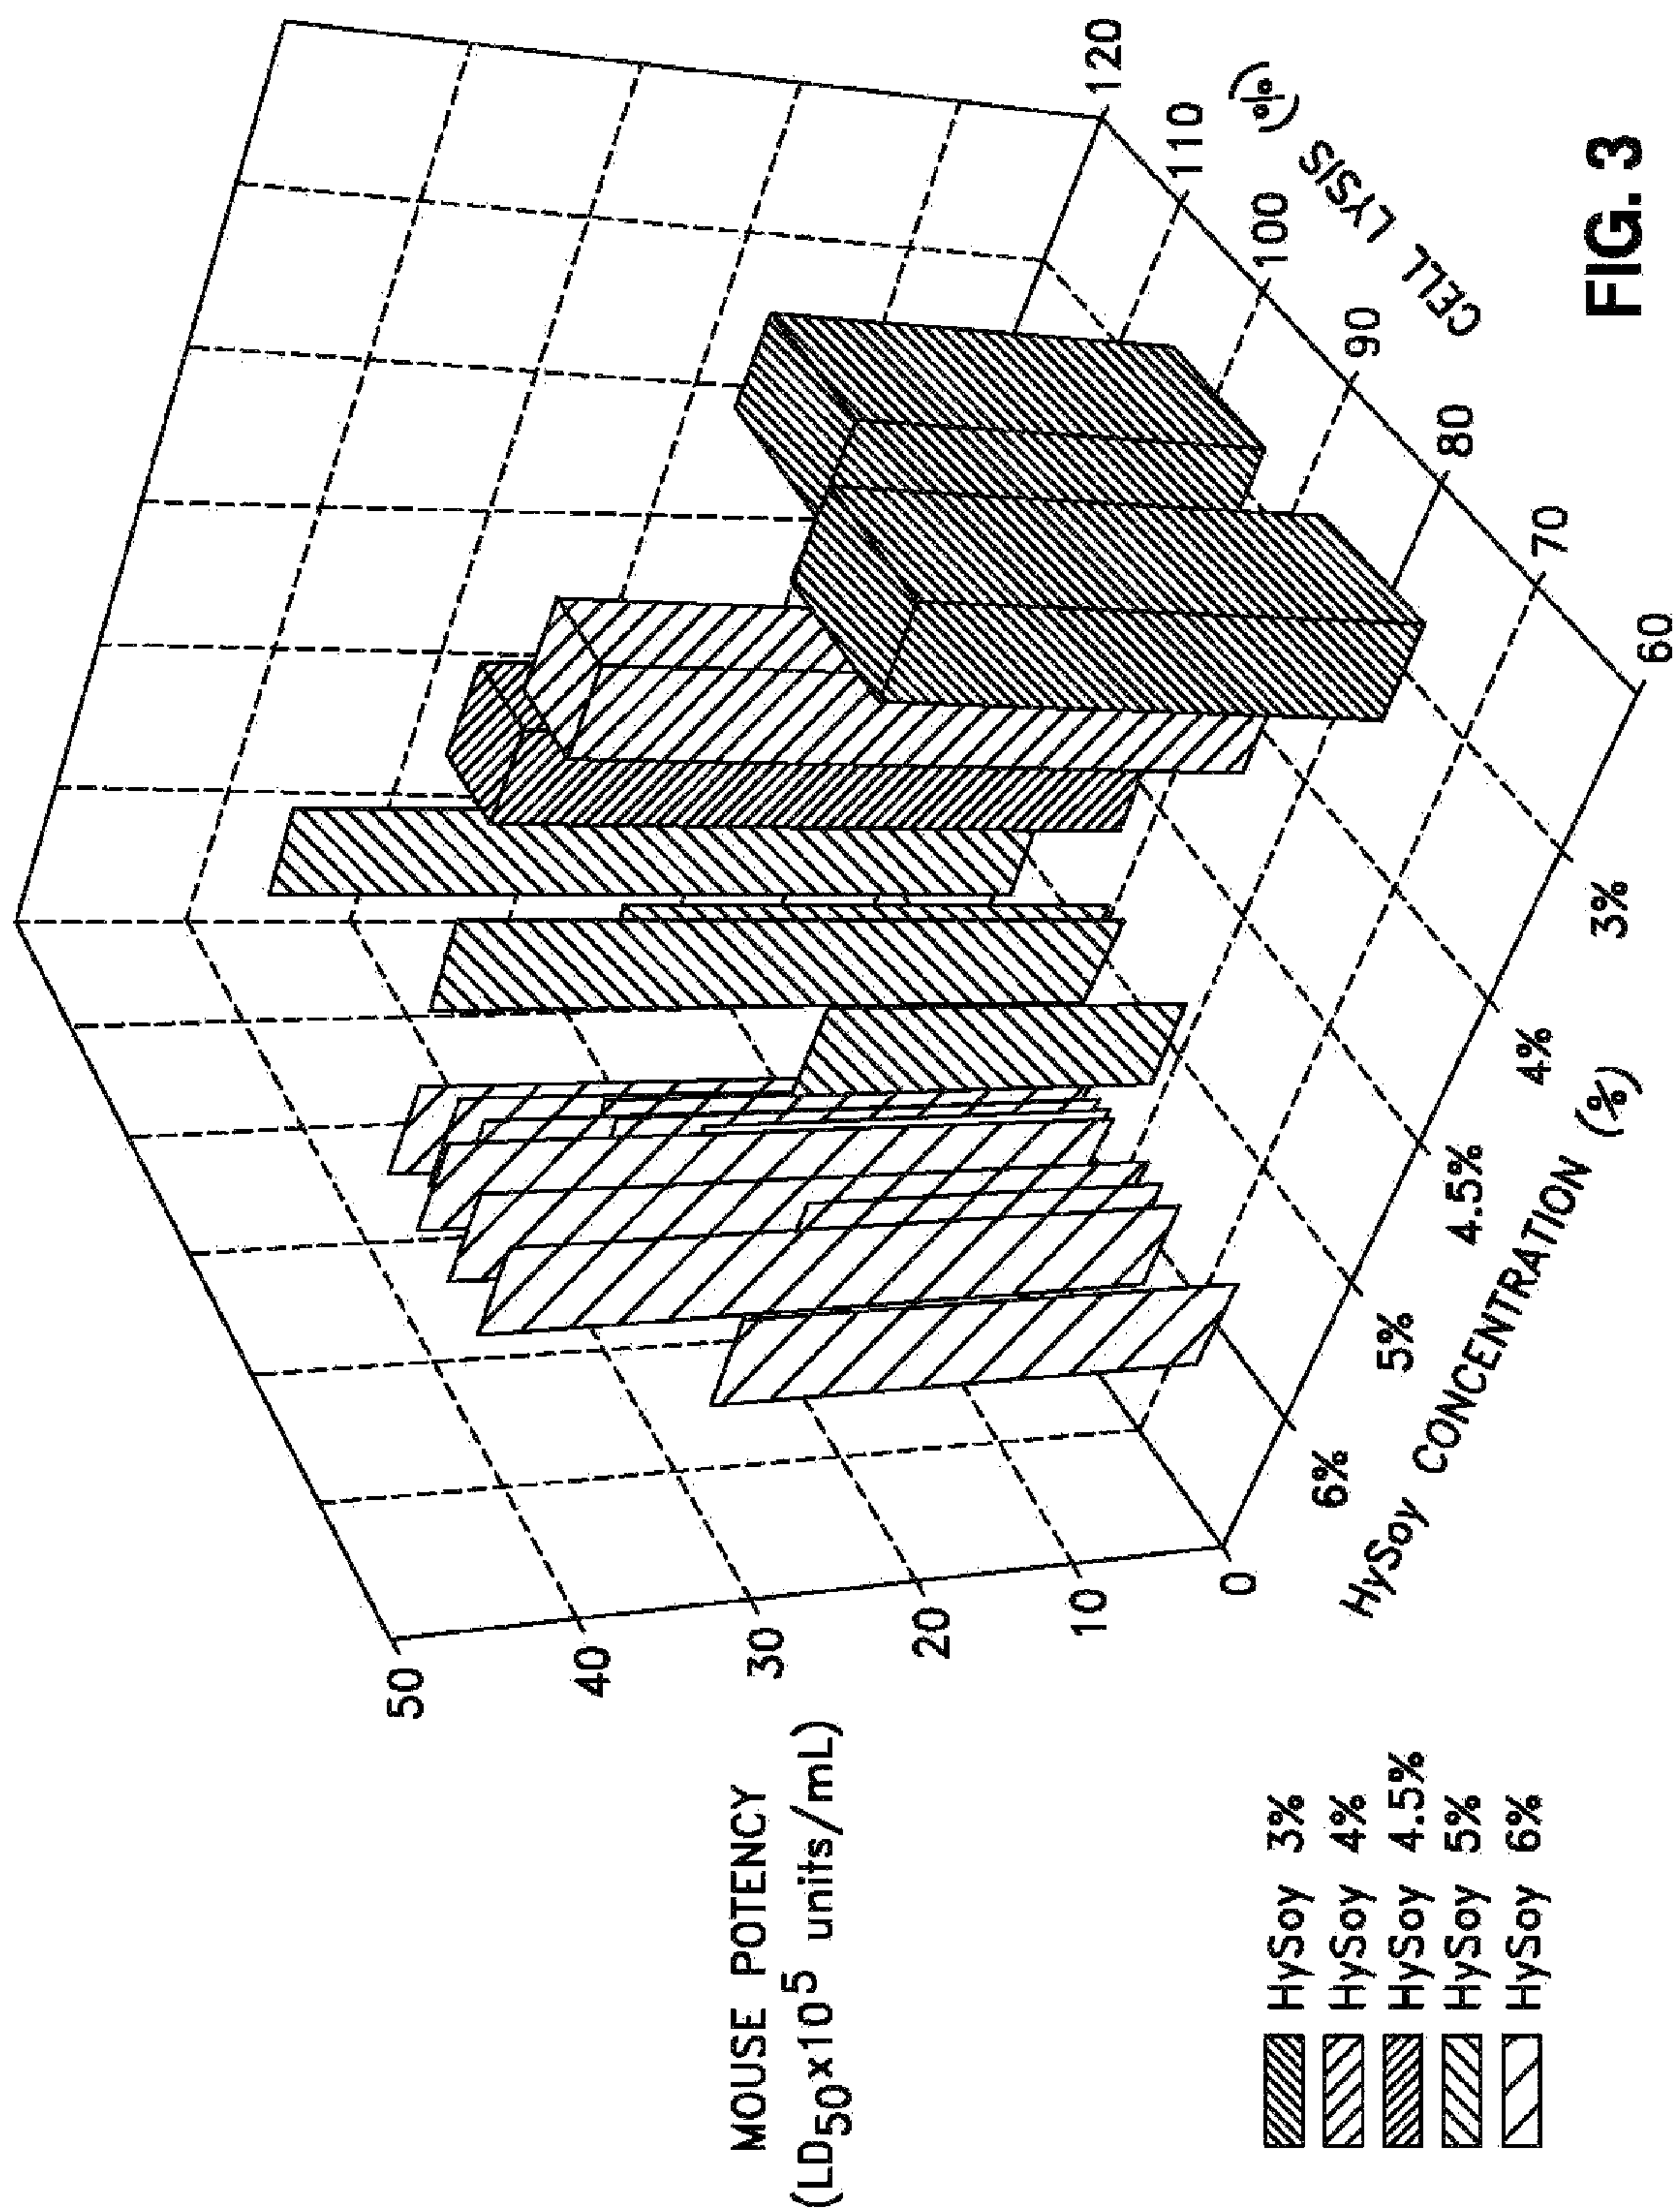 MOUSE POTENCY
(LD50x10^5 units/mL)
50
40
30
20
10
0
6%
5%
4.5%
4%
3%
HySoy CONCENTRATION (%)
60
70
80
90
100
110
120
CELL LYSIS (%)
HySoy 3%
HySoy 4%
HySoy 4.5%
HySoy 5%
HySoy 6%
FIG. 3